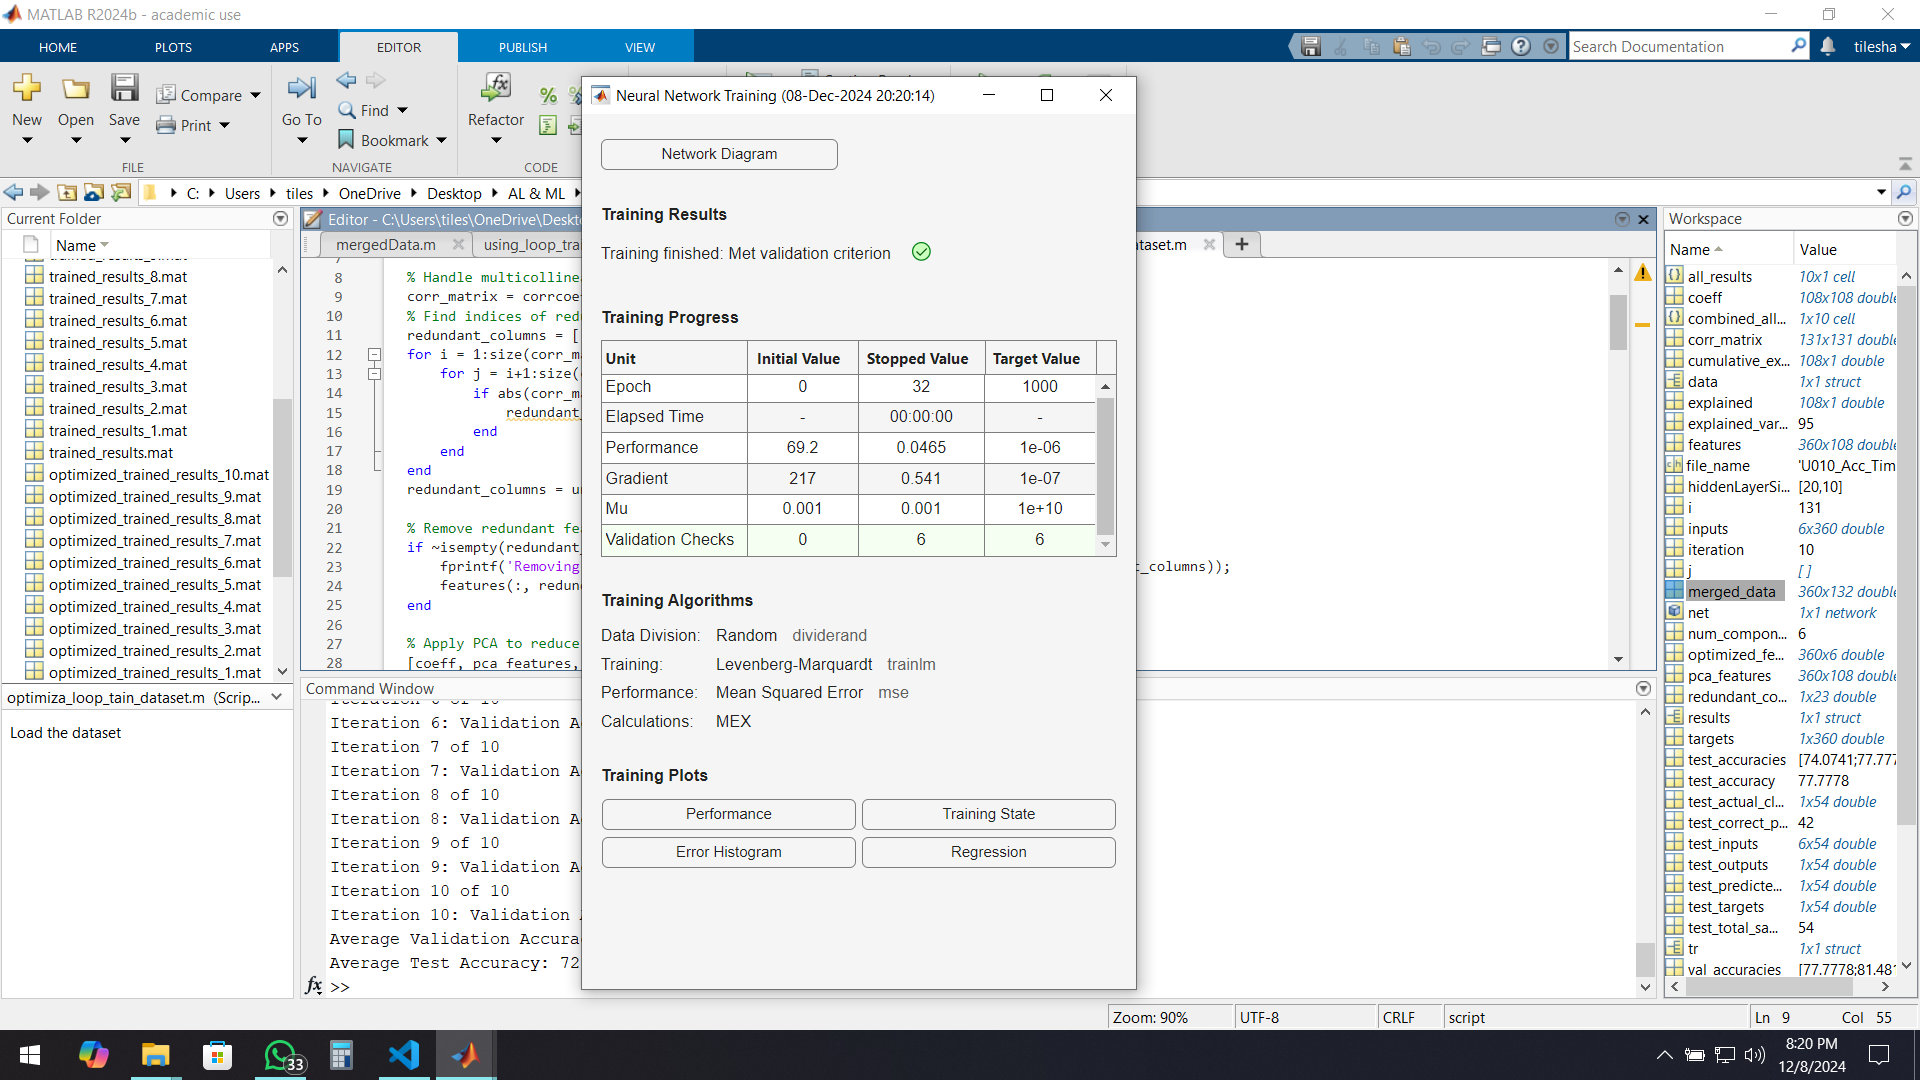 MATLAB R2024b - academic use
HOME
PLOTS
APPS
EDITOR
PUBLISH
VIEW
Search Documentation
tilesha
New
Open
Save
Compare
Print
FILE
Go To
Find
Bookmark
NAVIGATE
Refactor
CODE
C:
Users
tiles
OneDrive
Desktop
AL & ML
Current Folder
Name
trained_results_8.mat
trained_results_7.mat
trained_results_6.mat
trained_results_5.mat
trained_results_4.mat
trained_results_3.mat
trained_results_2.mat
trained_results_1.mat
trained_results.mat
optimized_trained_results_10.mat
optimized_trained_results_9.mat
optimized_trained_results_8.mat
optimized_trained_results_7.mat
optimized_trained_results_6.mat
optimized_trained_results_5.mat
optimized_trained_results_4.mat
optimized_trained_results_3.mat
optimized_trained_results_2.mat
optimized_trained_results_1.mat
optimiza_loop_tain_dataset.m (Scrip...
Load the dataset
Editor - C:\Users\tiles\OneDrive\Deskt
mergedData.m
using_loop_tra
taset.m
8 % Handle multicolline
9 corr_matrix = corrcoe
10 % Find indices of red
11 redundant_columns = [
12 for i = 1:size(corr_m
13 for j = i+1:size(
14 if abs(corr_m
15 redundant_
16 end
17 end
18 end
19 redundant_columns = u
20
21 % Remove redundant fe
22 if ~isempty(redundant_
23 fprintf('Removing t_columns));
24 features(:, redun
25 end
26
27 % Apply PCA to reduce
28 [coeff, pca_features,
Command Window
Iteration 6: Validation A
Iteration 7 of 10
Iteration 7: Validation A
Iteration 8 of 10
Iteration 8: Validation A
Iteration 9 of 10
Iteration 9: Validation A
Iteration 10 of 10
Iteration 10: Validation
Average Validation Accura
Average Test Accuracy: 72
fx >>
Neural Network Training (08-Dec-2024 20:20:14)
Network Diagram
Training Results
Training finished: Met validation criterion
Training Progress
Unit Initial Value Stopped Value Target Value
Epoch 0 32 1000
Elapsed Time - 00:00:00 -
Performance 69.2 0.0465 1e-06
Gradient 217 0.541 1e-07
Mu 0.001 0.001 1e+10
Validation Checks 0 6 6
Training Algorithms
Data Division: Random dividerand
Training: Levenberg-Marquardt trainlm
Performance: Mean Squared Error mse
Calculations: MEX
Training Plots
Performance
Training State
Error Histogram
Regression
Workspace
Name Value
all_results 10x1 cell
coeff 108x108 double
combined_all... 1x10 cell
corr_matrix 131x131 double
cumulative_ex... 108x1 double
data 1x1 struct
explained 108x1 double
explained_var... 95
features 360x108 double
file_name 'U010_Acc_Tim
hiddenLayerSi... [20,10]
i 131
inputs 6x360 double
iteration 10
j []
merged_data 360x132 double
net 1x1 network
num_compon... 6
optimized_fe... 360x6 double
pca_features 360x108 double
redundant_co... 1x23 double
results 1x1 struct
targets 1x360 double
test_accuracies [74.0741;77.777
test_accuracy 77.7778
test_actual_cl... 1x54 double
test_correct_p... 42
test_inputs 6x54 double
test_outputs 1x54 double
test_predicte... 1x54 double
test_targets 1x54 double
test_total_sa... 54
tr 1x1 struct
val_accuracies [77.7778;81.481
Zoom: 90%
UTF-8
CRLF
script
Ln 9 Col 55
33
8:20 PM
12/8/2024